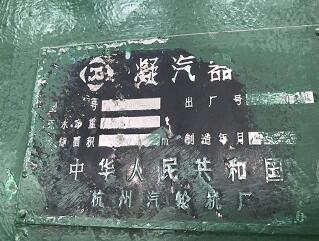 凝汽器
号 出厂号
水重
面积 m 制造年月
中华人民共和国
杭州汽轮机厂